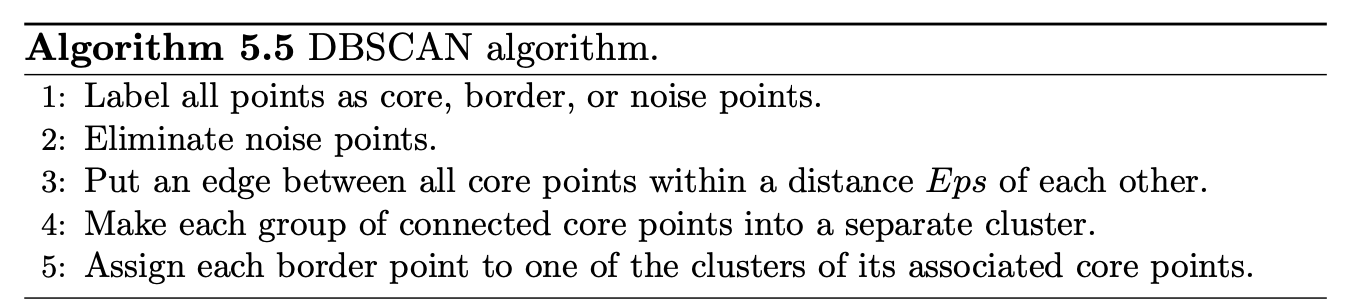 Algorithm 5.5 DBSCAN algorithm.
1: Label all points as core, border, or noise points.
2: Eliminate noise points.
3: Put an edge between all core points within a distance Eps of each other.
4: Make each group of connected core points into a separate cluster.
5: Assign each border point to one of the clusters of its associated core points.